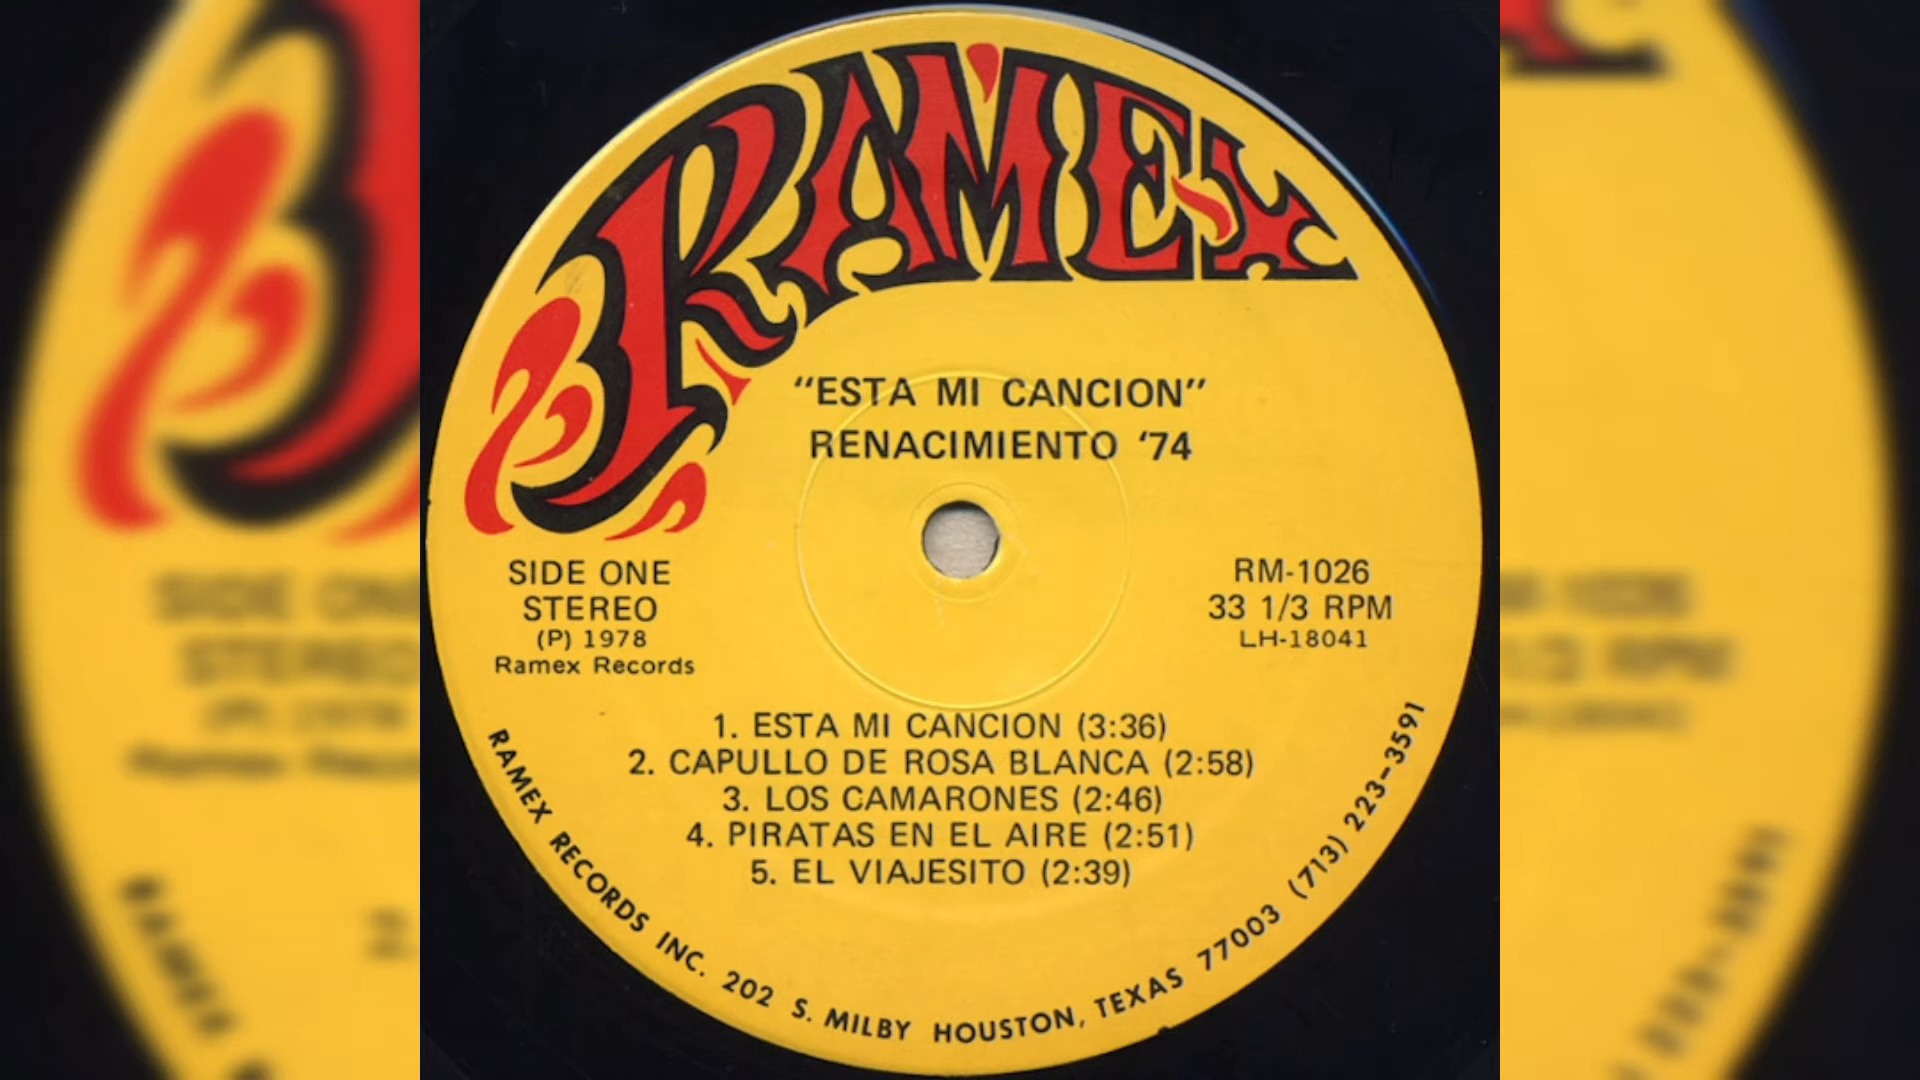 RAMEX
"ESTA MI CANCION"
RENACIMIENTO '74
SIDE ONE
STEREO
(P) 1978
Ramex Records
RM-1026
33 1/3 RPM
LH-18041
1. ESTA MI CANCION (3:36)
2. CAPULLO DE ROSA BLANCA (2:58)
3. LOS CAMARONES (2:46)
4. PIRATAS EN EL AIRE (2:51)
5. EL VIAJESITO (2:39)
RAMEX RECORDS INC. 202 S. MILBY HOUSTON, TEXAS 77003 (713) 223-3591